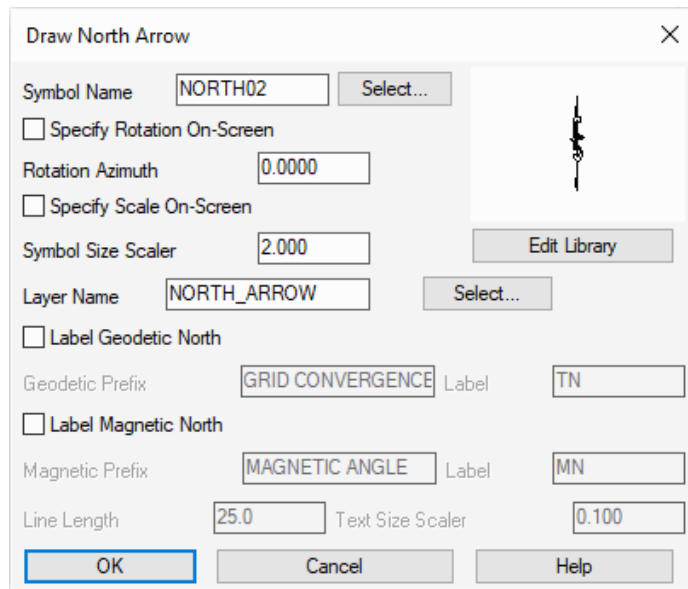 Draw North Arrow
Symbol Name NORTH02 Select...
Specify Rotation On-Screen
Rotation Azimuth 0.0000
Specify Scale On-Screen
Symbol Size Scaler 2.000 Edit Library
Layer Name NORTH_ARROW Select...
Label Geodetic North
Geodetic Prefix GRID CONVERGENCE Label TN
Label Magnetic North
Magnetic Prefix MAGNETIC ANGLE Label MN
Line Length 25.0 Text Size Scaler 0.100
OK Cancel Help